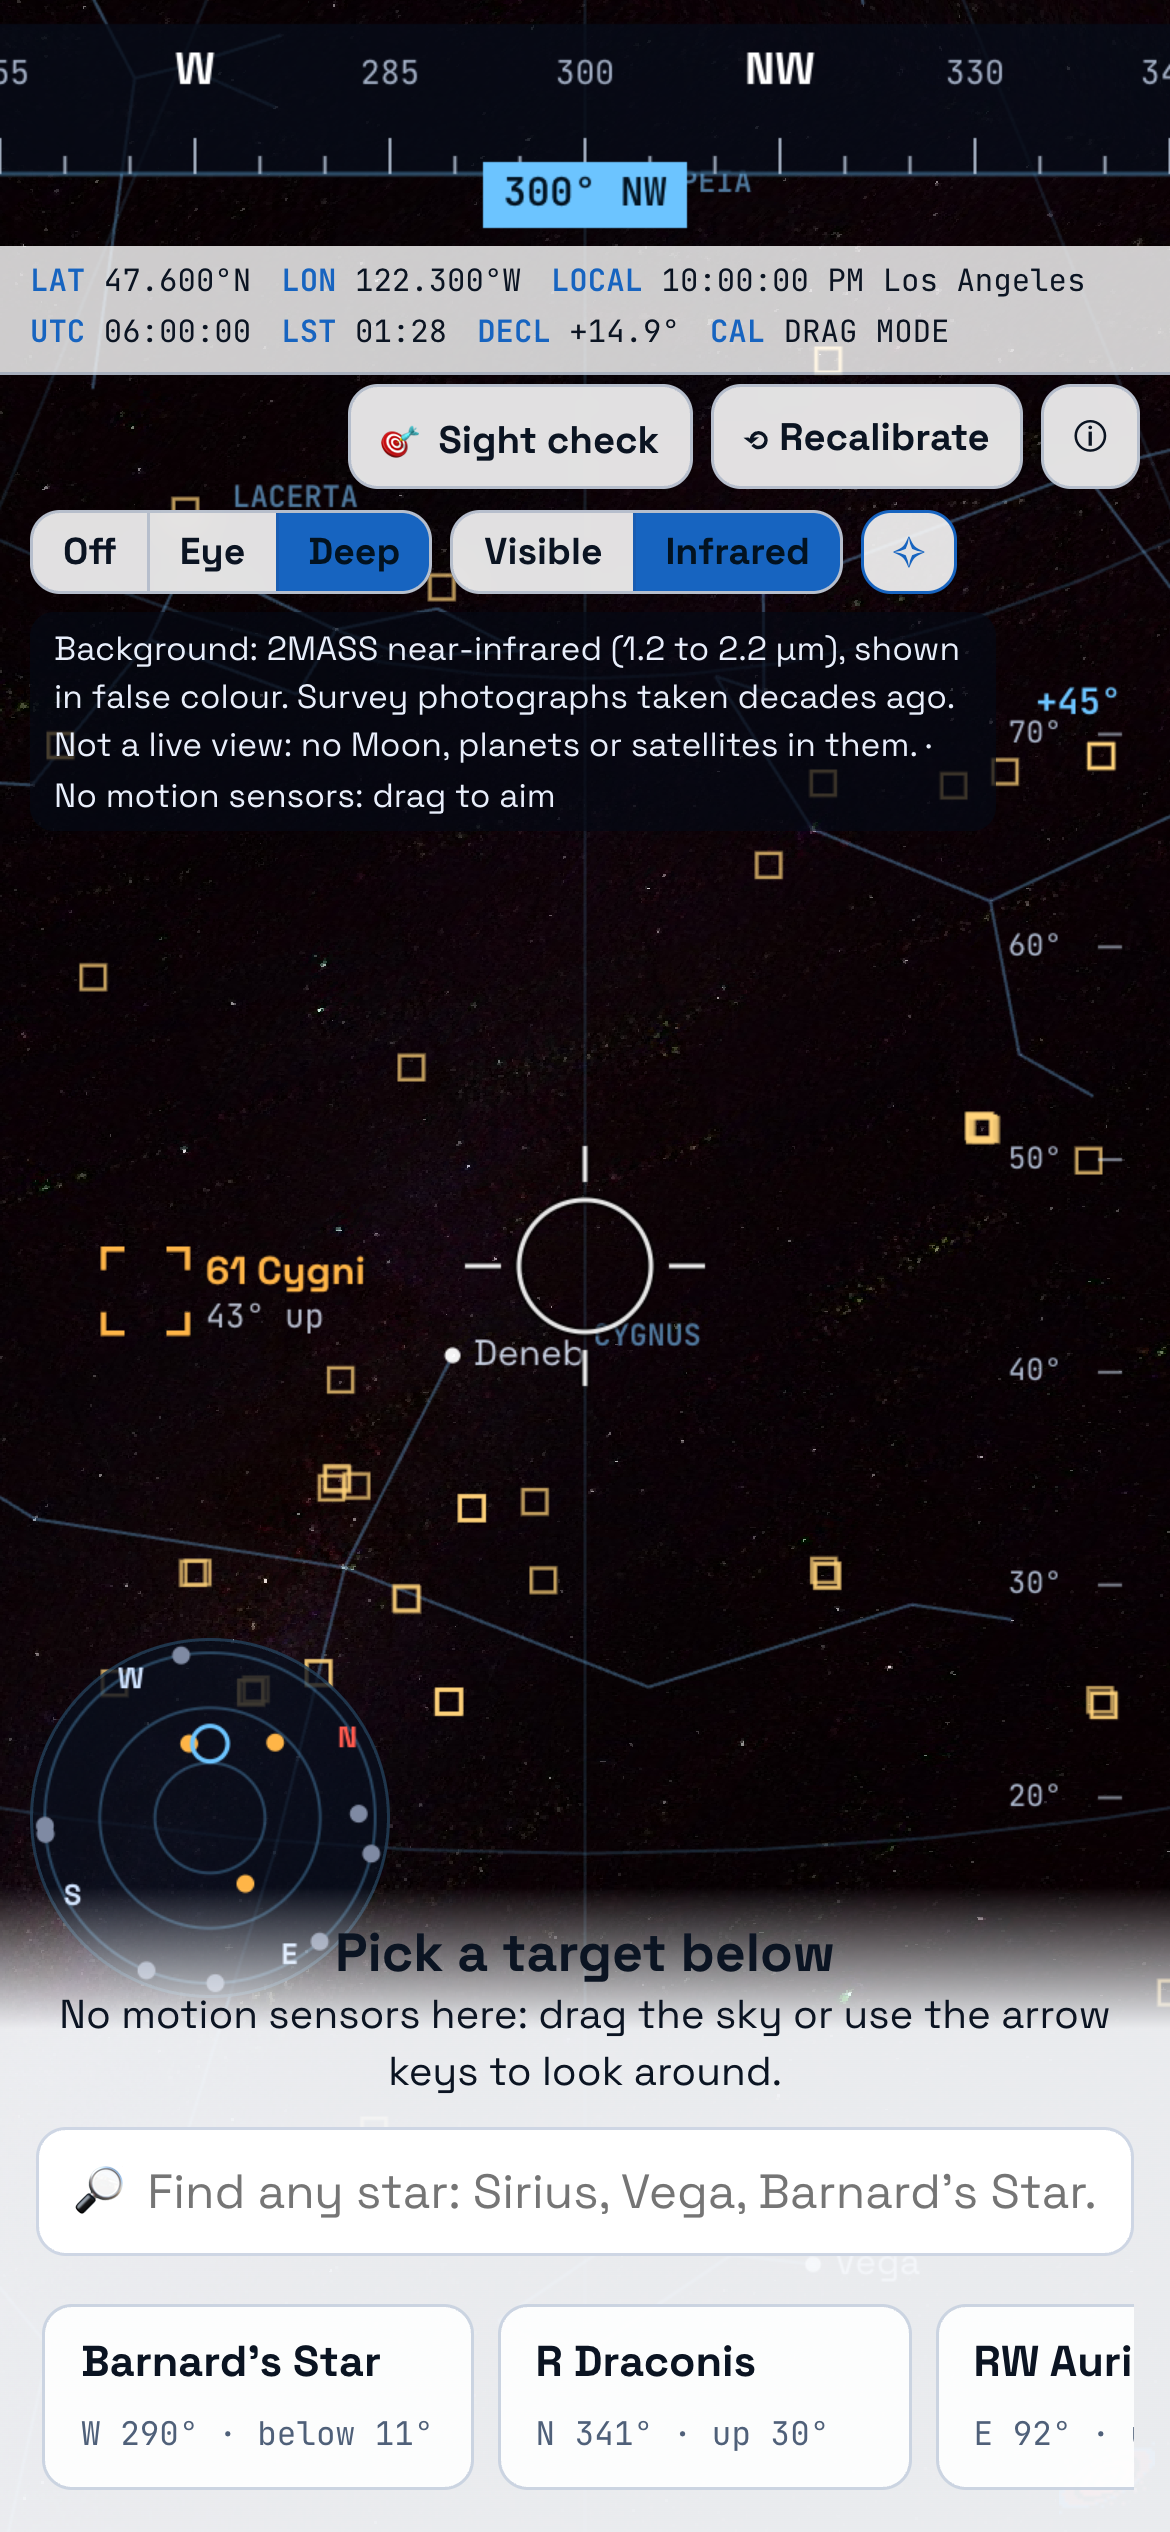 W 285 300 NW 330
300° NW
LAT 47.600°N LON 122.300°W LOCAL 10:00:00 PM Los Angeles
UTC 06:00:00 LST 01:28 DECL +14.9° CAL DRAG MODE
🎯 Sight check ⟲ Recalibrate ⓘ
LACERTA
Off Eye Deep Visible Infrared
Background: 2MASS near-infrared (1.2 to 2.2 µm), shown
in false colour. Survey photographs taken decades ago.
Not a live view: no Moon, planets or satellites in them. ·
No motion sensors: drag to aim
+45°
70°
60°
50°
61 Cygni
43° up
CYGNUS
Deneb
40°
30°
W
N
20°
S
E
Pick a target below
No motion sensors here: drag the sky or use the arrow
keys to look around.
🔎 Find any star: Sirius, Vega, Barnard's Star.
Vega
Barnard's Star R Draconis
W 290° · below 11° N 341° · up 30° E 92° ·